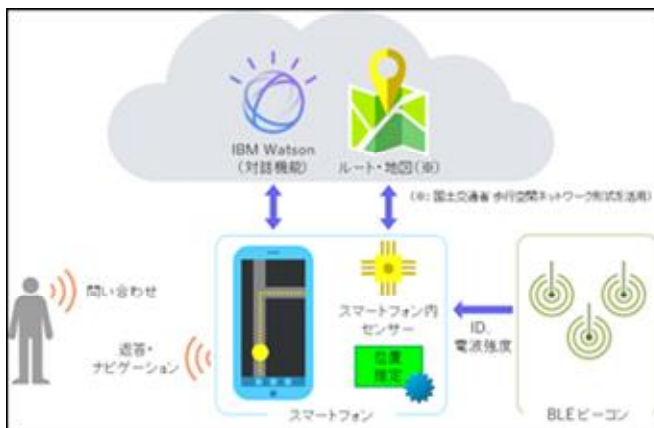 IBM Watson
(対話機能)
ルート・地図(※)
(※: 国土交通省 歩行空間ネットワーク形式を活用)
問い合わせ
返答・
ナビゲーション
スマートフォン内
センサー
位置
推定
スマートフォン
ID、
電波強度
BLEビーコン